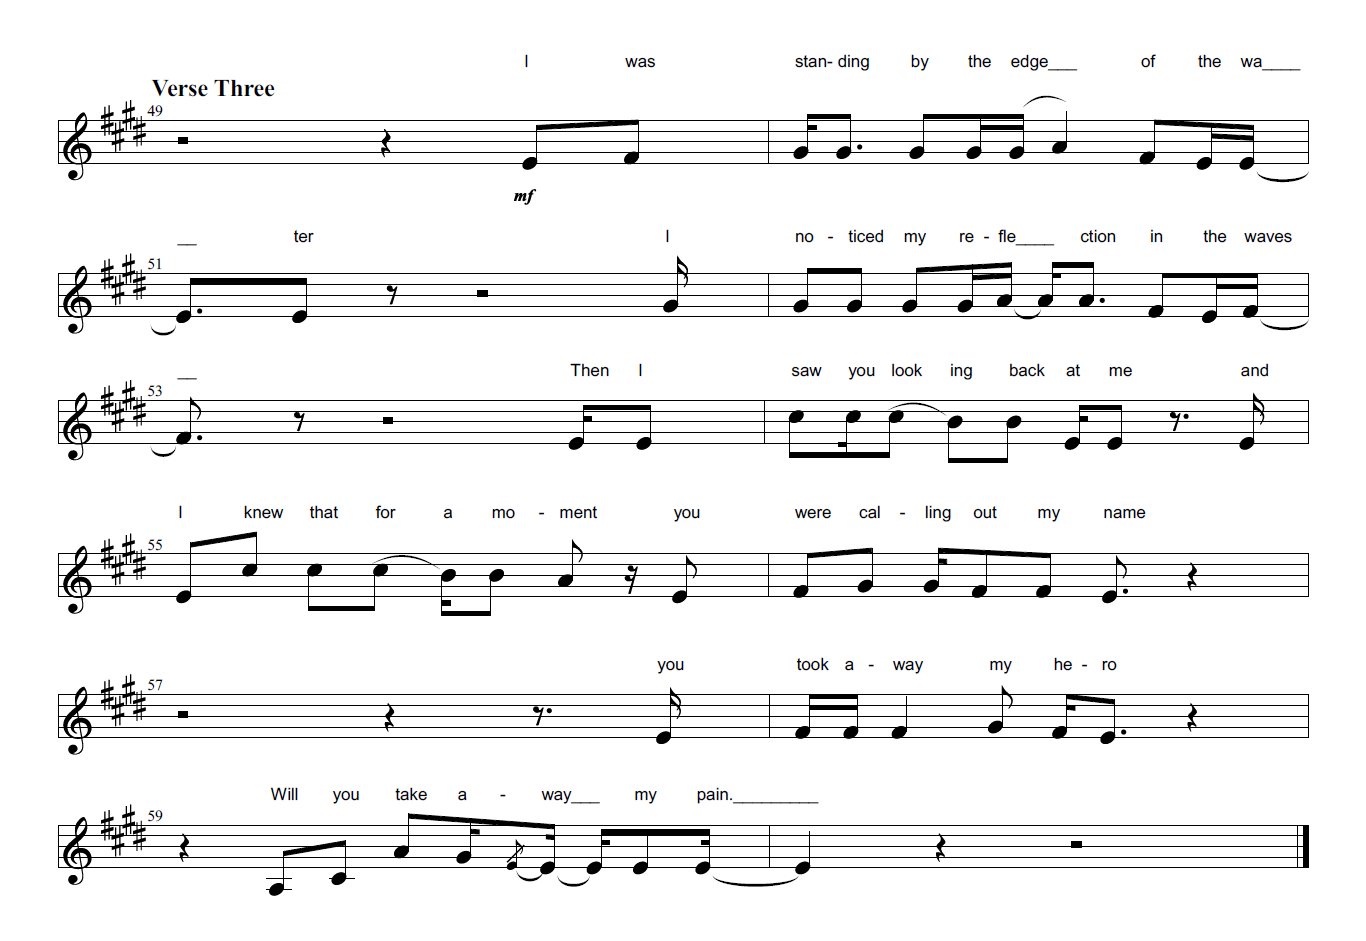 I was stan- ding by the edge___ of the wa____
Verse Three
49
mf
__ ter I no - ticed my re - fle____ ction in the waves
51
__ Then I saw you look ing back at me and
53
I knew that for a mo - ment you were cal - ling out my name
55
you took a - way my he - ro
57
Will you take a - way___ my pain._________
59